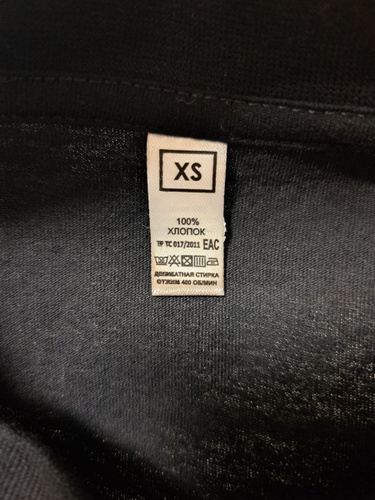 XS
100%
ХЛОПОК
ТР ТС 017/2011 EAC
ДЕЛИКАТНАЯ СТИРКА
ОТЖИМ 400 ОБ/МИН